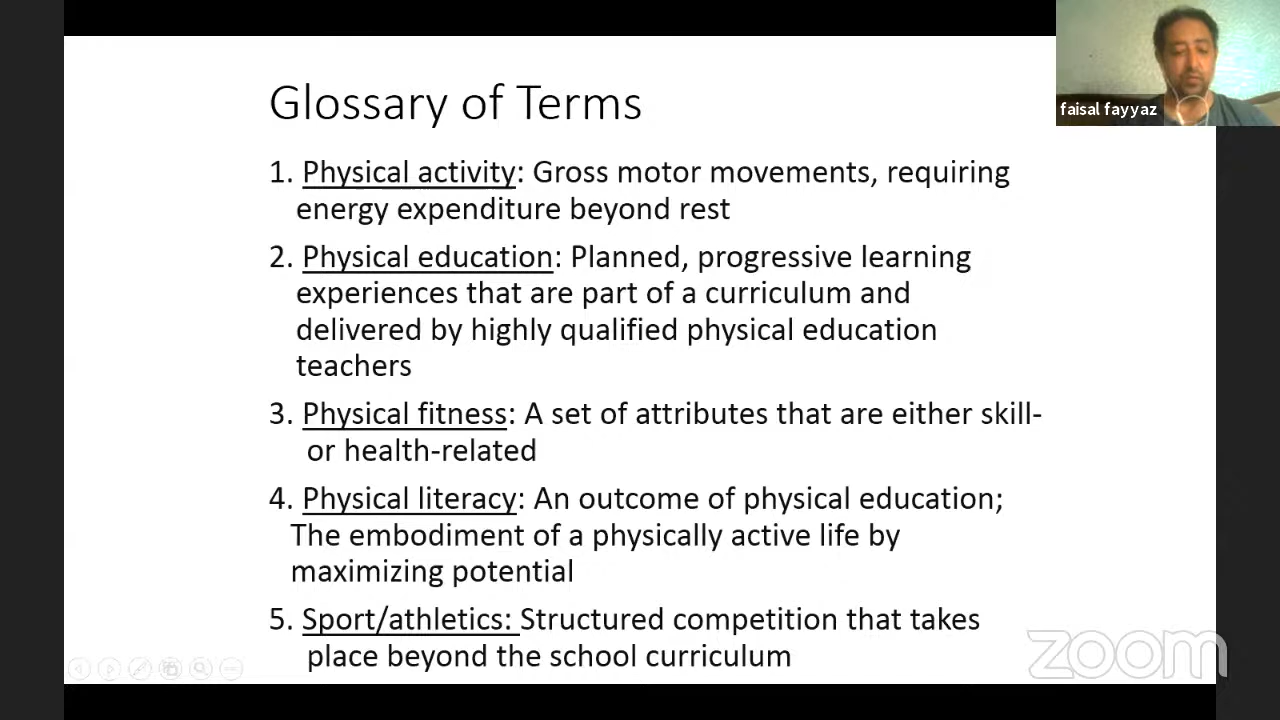 Glossary of Terms
faisal fayyaz
1. Physical activity: Gross motor movements, requiring
energy expenditure beyond rest
2. Physical education: Planned, progressive learning
experiences that are part of a curriculum and
delivered by highly qualified physical education
teachers
3. Physical fitness: A set of attributes that are either skill-
or health-related
4. Physical literacy: An outcome of physical education;
The embodiment of a physically active life by
maximizing potential
5. Sport/athletics: Structured competition that takes
place beyond the school curriculum
zoom